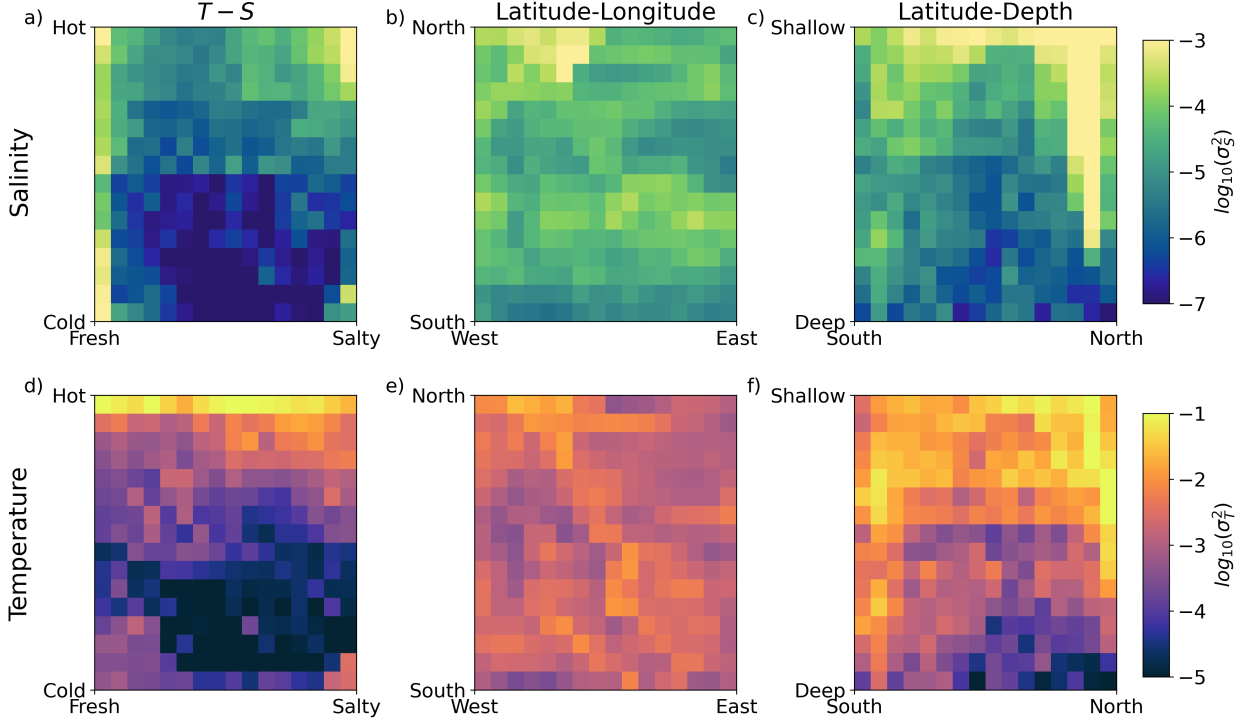 a) T − S
b) Latitude-Longitude
c) Latitude-Depth
Hot
North
Shallow
Salinity
−3
−4
−5
−6
−7
log10(σ²S)
Cold
South
Deep
Fresh Salty
West East
South North
d) Hot
e) North
f) Shallow
Temperature
−1
−2
−3
−4
−5
log10(σ²T)
Cold
South
Deep
Fresh Salty
West East
South North